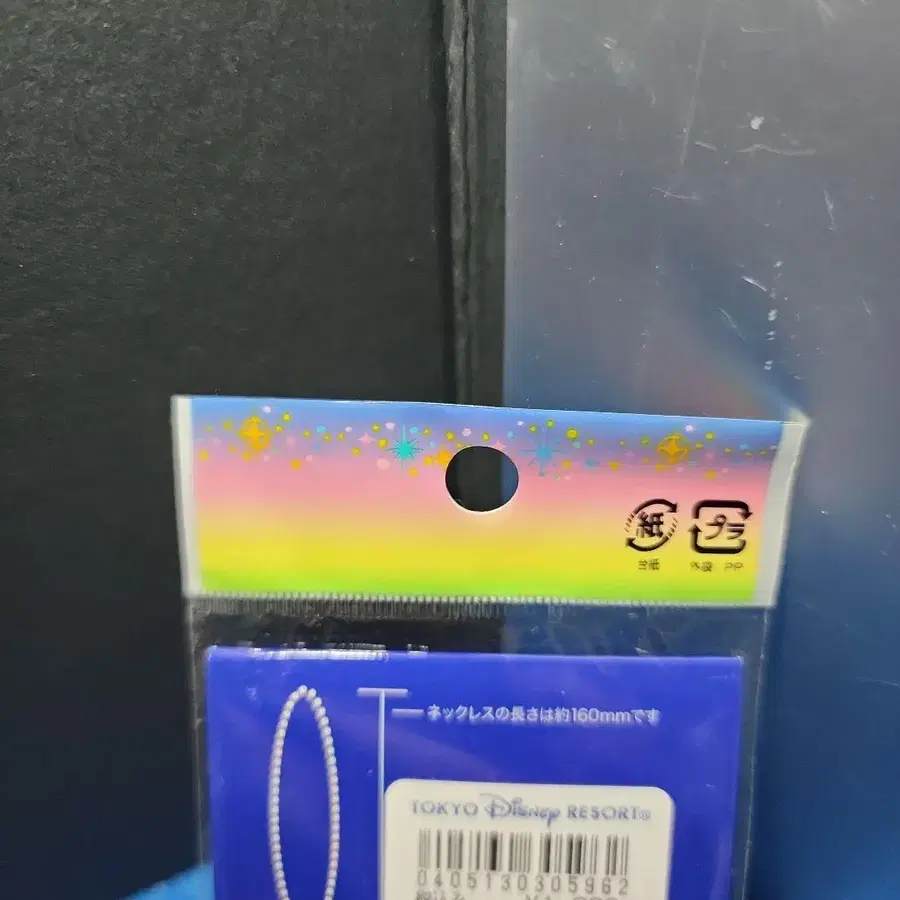 紙
プラ
台紙
外袋 PP
ネックレスの長さは約160mmです
TOKYO Disney RESORT®
0405130305962